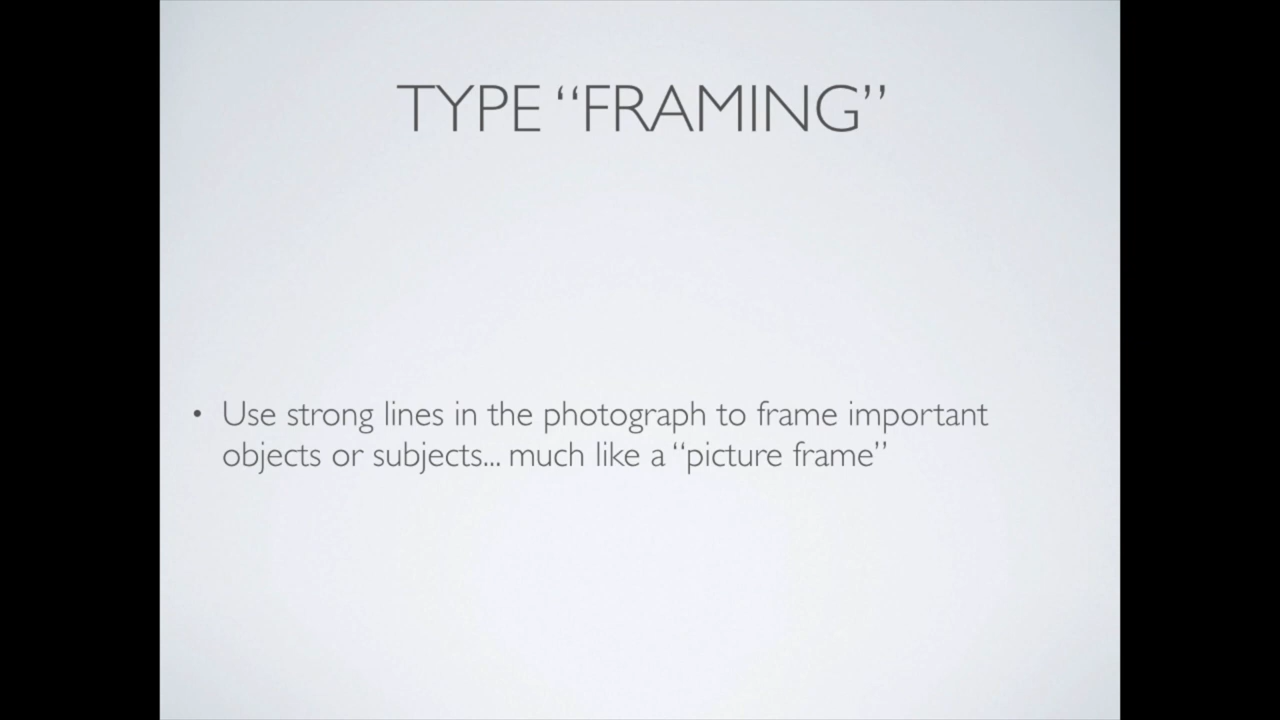 TYPE “FRAMING”
• Use strong lines in the photograph to frame important
objects or subjects... much like a “picture frame”